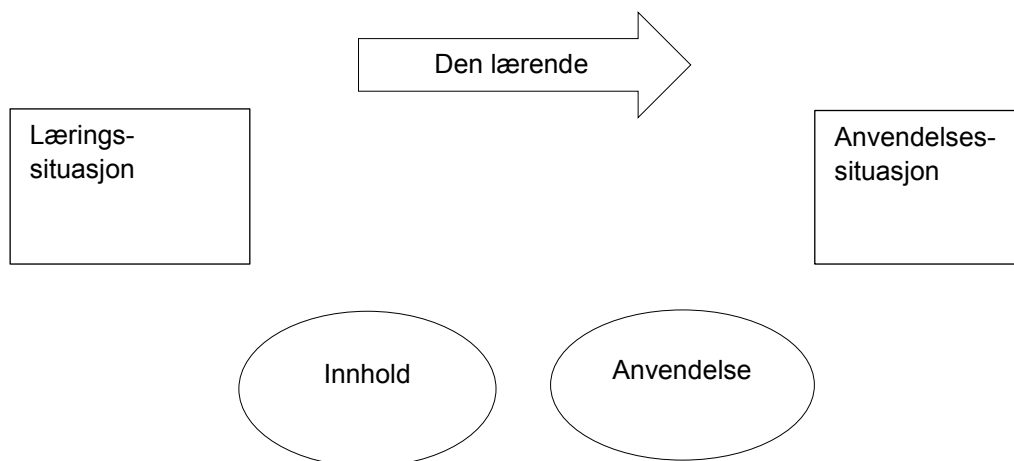 Den lærende
Lærings-
situasjon
Anvendelses-
situasjon
Innhold
Anvendelse